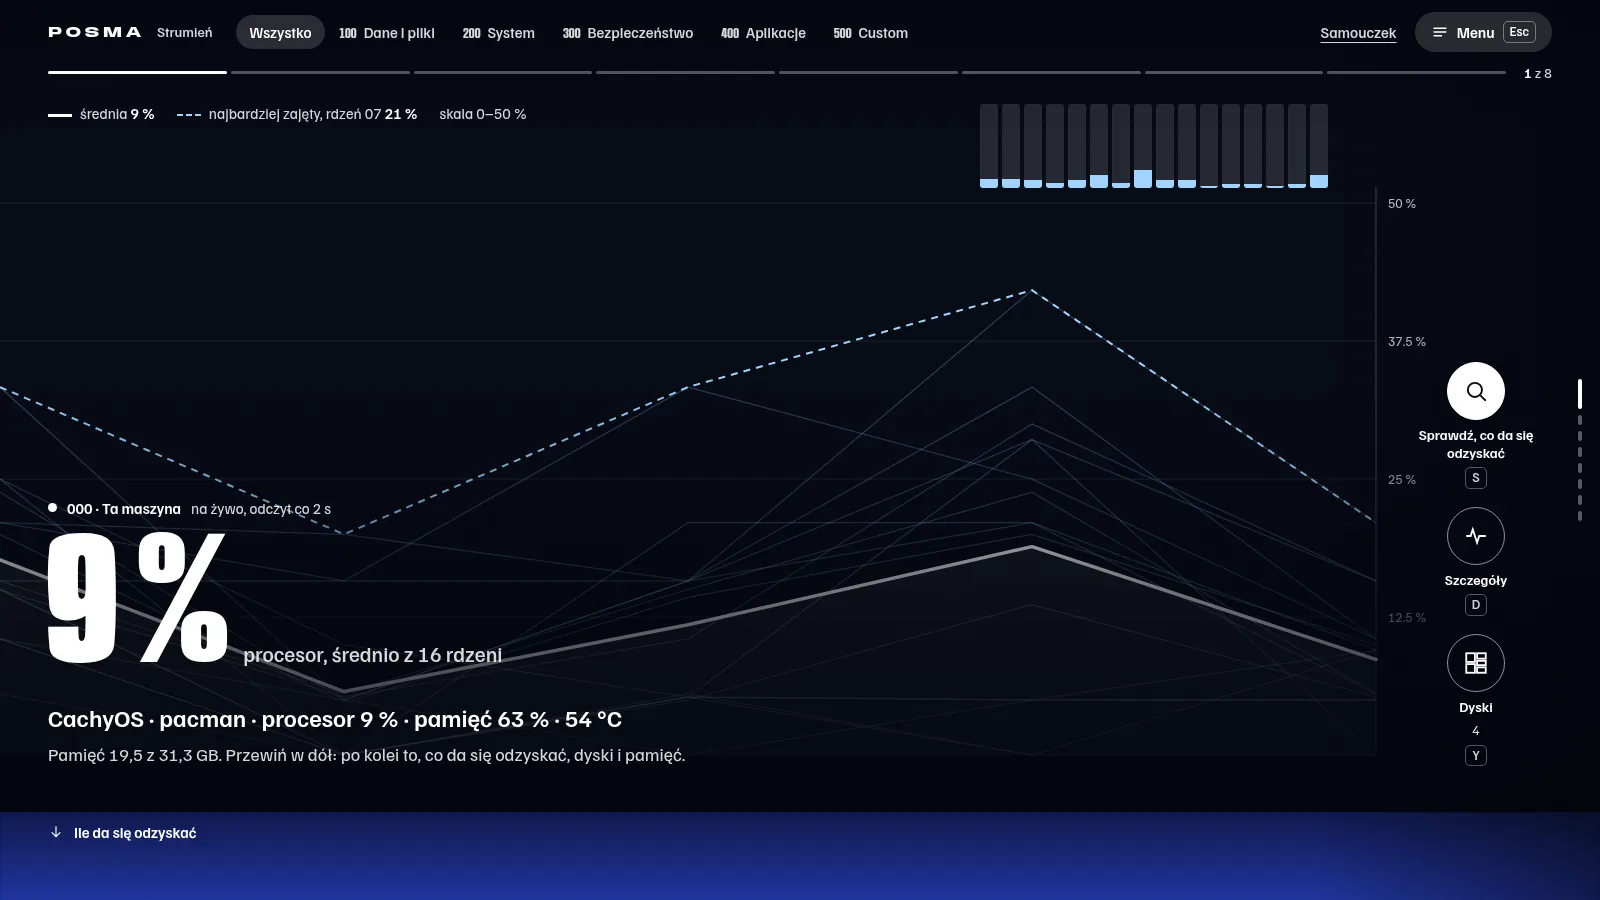 POSMA Strumień Wszystko 100 Dane i pliki 200 System 300 Bezpieczeństwo 400 Aplikacje 500 Custom Samouczek Menu Esc
1 z 8
średnia 9 % najbardziej zajęty, rdzeń 07 21 % skala 0–50 %
50 %
37.5 %
25 %
12.5 %
Sprawdź, co da się
odzyskać
S
Szczegóły
D
Dyski
4
Y
000 · Ta maszyna na żywo, odczyt co 2 s
9% procesor, średnio z 16 rdzeni
CachyOS · pacman · procesor 9 % · pamięć 63 % · 54 °C
Pamięć 19,5 z 31,3 GB. Przewiń w dół: po kolei to, co da się odzyskać, dyski i pamięć.
Ile da się odzyskać